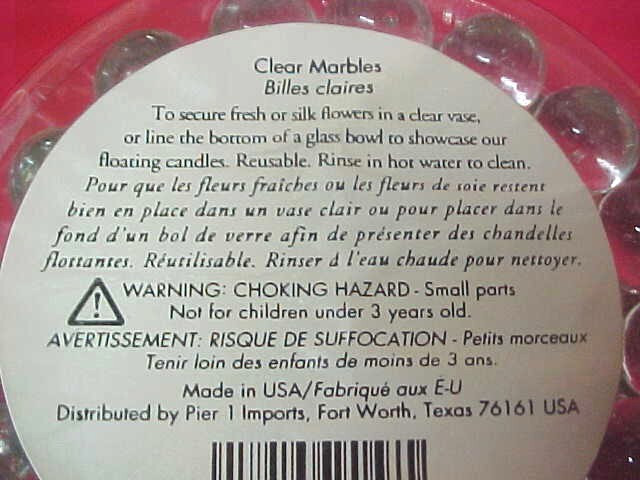 Clear Marbles
Billes claires
To secure fresh or silk flowers in a clear vase,
or line the bottom of a glass bowl to showcase our
floating candles. Reusable. Rinse in hot water to clean.
Pour que les fleurs fraîches ou les fleurs de soie restent
bien en place dans un vase clair ou pour placer dans le
fond d'un bol de verre afin de présenter des chandelles
flottantes. Réutilisable. Rinser á l'eau chaude pour nettoyer.
WARNING: CHOKING HAZARD - Small parts
Not for children under 3 years old.
AVERTISSEMENT: RISQUE DE SUFFOCATION - Petits morceaux
Tenir loin des enfants de moins de 3 ans.
Made in USA/Fabriqué aux É-U
Distributed by Pier 1 Imports, Fort Worth, Texas 76161 USA